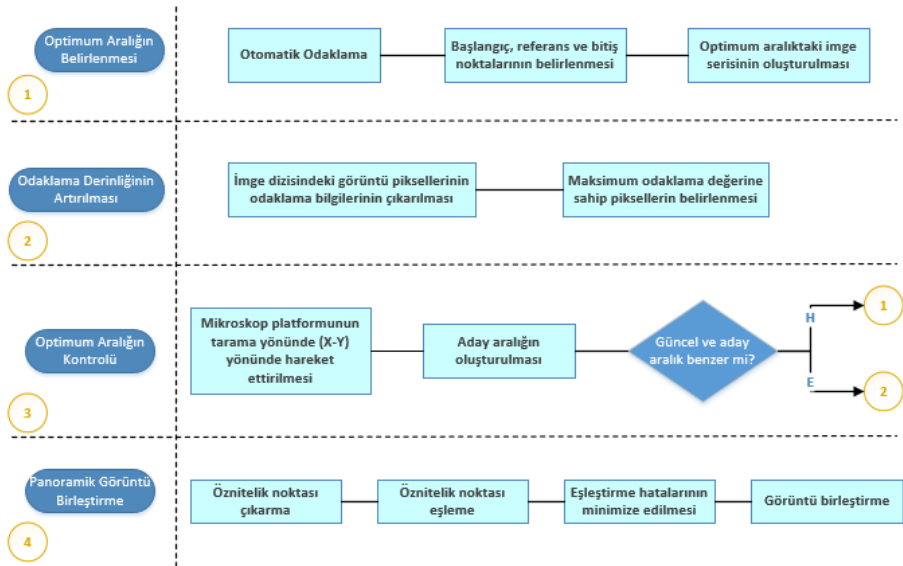 Optimum Aralığın
Belirlenmesi
1
Otomatik Odaklama
Başlangıç, referans ve bitiş
noktalarının belirlenmesi
Optimum aralıktaki imge
serisinin oluşturulması
Odaklama Derinliğinin
Artırılması
2
İmge dizisindeki görüntü piksellerinin
odaklama bilgilerinin çıkarılması
Maksimum odaklama değerine
sahip piksellerin belirlenmesi
Optimum Aralığın
Kontrolü
3
Mikroskop platformunun
tarama yönünde (X-Y)
yönünde hareket
ettirilmesi
Aday aralığın
oluşturulması
Güncel ve aday
aralık benzer mi?
H
1
E
2
Panoramik Görüntü
Birleştirme
4
Öznitelik noktası
çıkarma
Öznitelik noktası
eşleme
Eşleştirme hatalarının
minimize edilmesi
Görüntü birleştirme